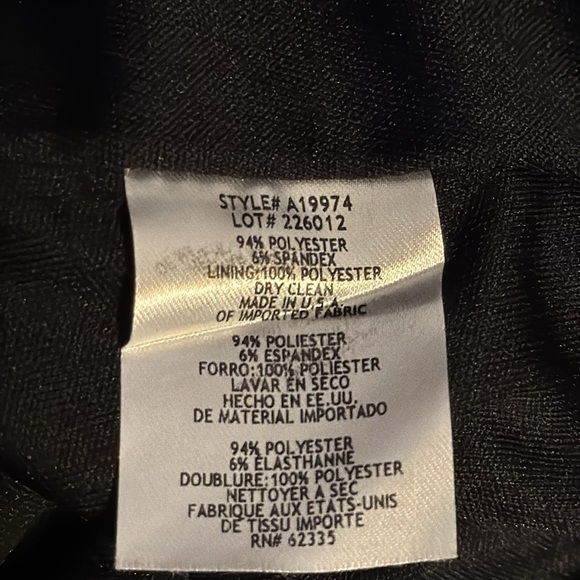 STYLE# A19974
LOT# 226012
94% POLYESTER
6% SPANDEX
LINING:100% POLYESTER
DRY CLEAN
MADE IN U.S.A.
OF IMPORTED FABRIC
94% POLIESTER
6% ESPANDEX
FORRO:100% POLIESTER
LAVAR EN SECO
HECHO EN EE.UU.
DE MATERIAL IMPORTADO
94% POLYESTER
6% ELASTHANNE
DOUBLURE:100% POLYESTER
NETTOYER A SEC
FABRIQUE AUX ETATS-UNIS
DE TISSU IMPORTE
RN# 62335